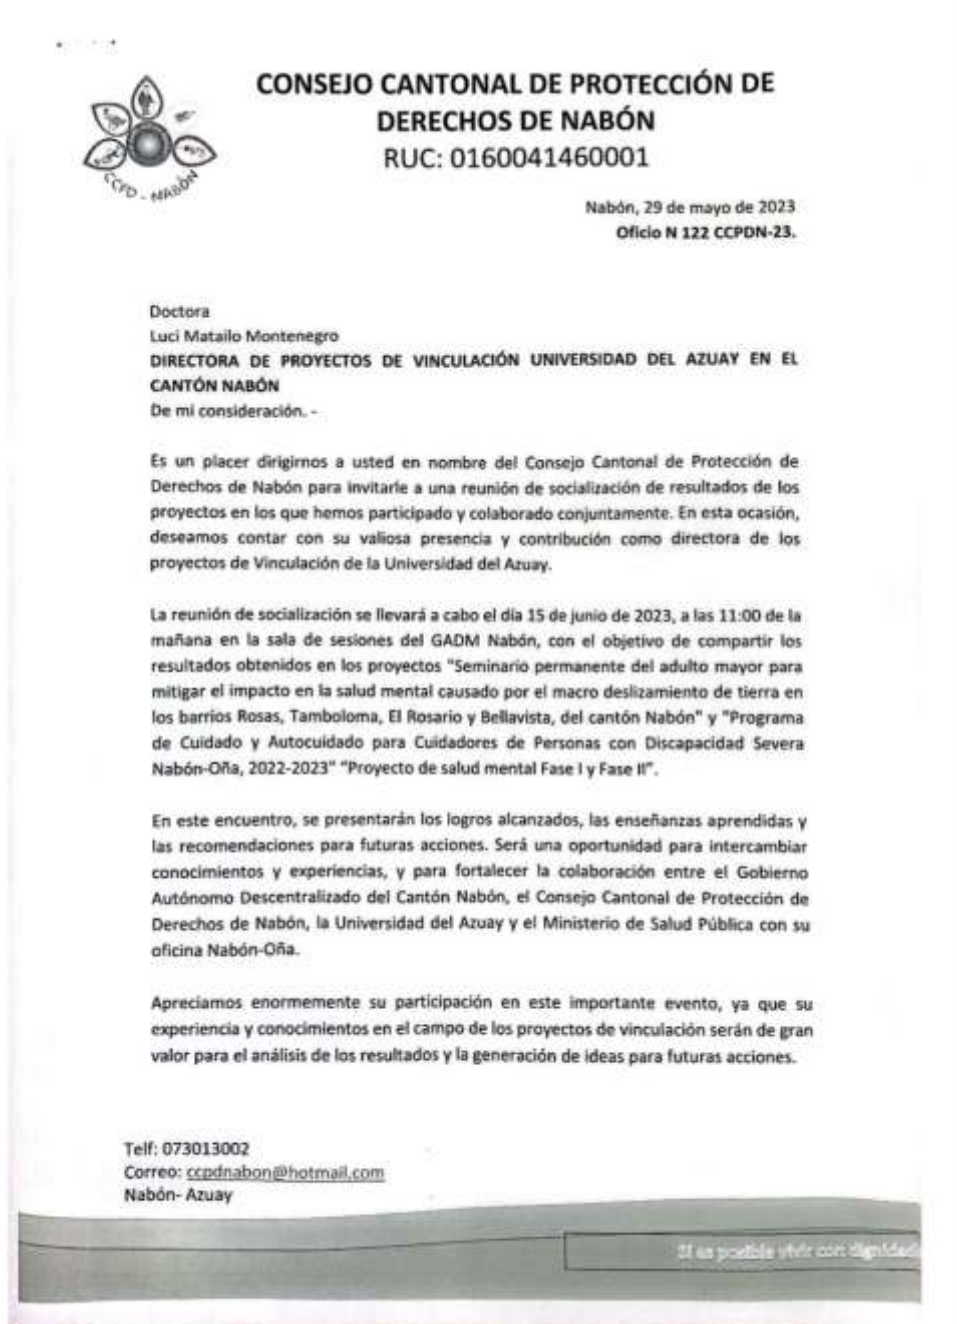 CONSEJO CANTONAL DE PROTECCIÓN DE
DERECHOS DE NABÓN
RUC: 0160041460001
CCPD - NABÓN
Nabón, 29 de mayo de 2023
Oficio N 122 CCPDN-23.
Doctora
Luci Matailo Montenegro
DIRECTORA DE PROYECTOS DE VINCULACIÓN UNIVERSIDAD DEL AZUAY EN EL
CANTÓN NABÓN
De mi consideración. -
Es un placer dirigirnos a usted en nombre del Consejo Cantonal de Protección de
Derechos de Nabón para invitarle a una reunión de socialización de resultados de los
proyectos en los que hemos participado y colaborado conjuntamente. En esta ocasión,
deseamos contar con su valiosa presencia y contribución como directora de los
proyectos de Vinculación de la Universidad del Azuay.
La reunión de socialización se llevará a cabo el día 15 de junio de 2023, a las 11:00 de la
mañana en la sala de sesiones del GADM Nabón, con el objetivo de compartir los
resultados obtenidos en los proyectos "Seminario permanente del adulto mayor para
mitigar el impacto en la salud mental causado por el macro deslizamiento de tierra en
los barrios Rosas, Tamboloma, El Rosario y Bellavista, del cantón Nabón" y "Programa
de Cuidado y Autocuidado para Cuidadores de Personas con Discapacidad Severa
Nabón-Oña, 2022-2023" "Proyecto de salud mental Fase I y Fase II".
En este encuentro, se presentarán los logros alcanzados, las enseñanzas aprendidas y
las recomendaciones para futuras acciones. Será una oportunidad para intercambiar
conocimientos y experiencias, y para fortalecer la colaboración entre el Gobierno
Autónomo Descentralizado del Cantón Nabón, el Consejo Cantonal de Protección de
Derechos de Nabón, la Universidad del Azuay y el Ministerio de Salud Pública con su
oficina Nabón-Oña.
Apreciamos enormemente su participación en este importante evento, ya que su
experiencia y conocimientos en el campo de los proyectos de vinculación serán de gran
valor para el análisis de los resultados y la generación de ideas para futuras acciones.
Telf: 073013002
Correo: ccpdnabon@hotmail.com
Nabón- Azuay
Si es posible vivir con dignidad